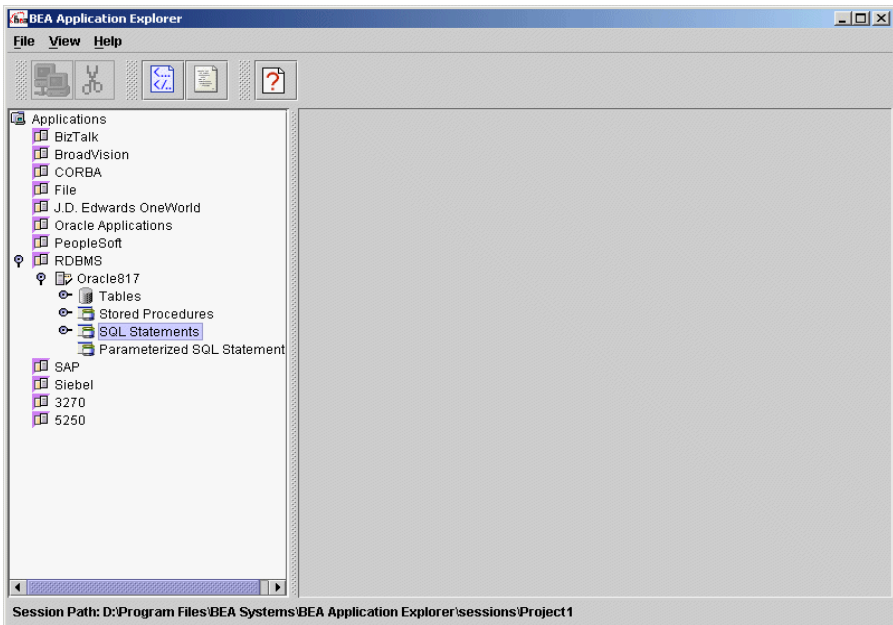 BEA Application Explorer
File View Help
Applications
BizTalk
BroadVision
CORBA
File
J.D. Edwards OneWorld
Oracle Applications
PeopleSoft
RDBMS
Oracle817
Tables
Stored Procedures
SQL Statements
Parameterized SQL Statement
SAP
Siebel
3270
5250
Session Path: D:\Program Files\BEA Systems\BEA Application Explorer\sessions\Project1